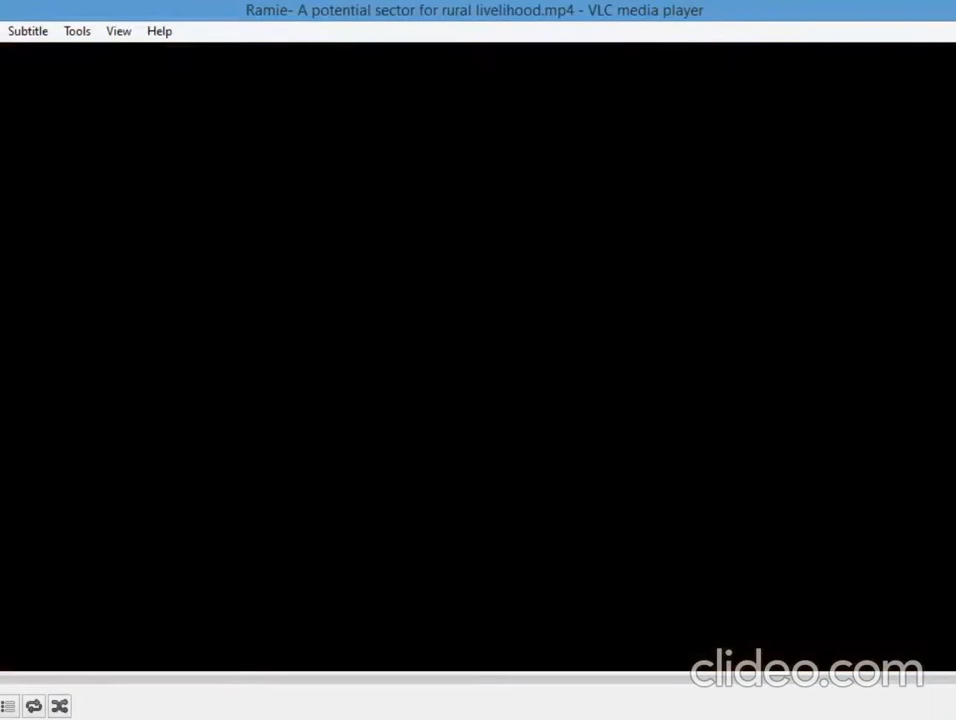 Ramie- A potential sector for rural livelihood.mp4 - VLC media player
Subtitle Tools View Help
clideo.com